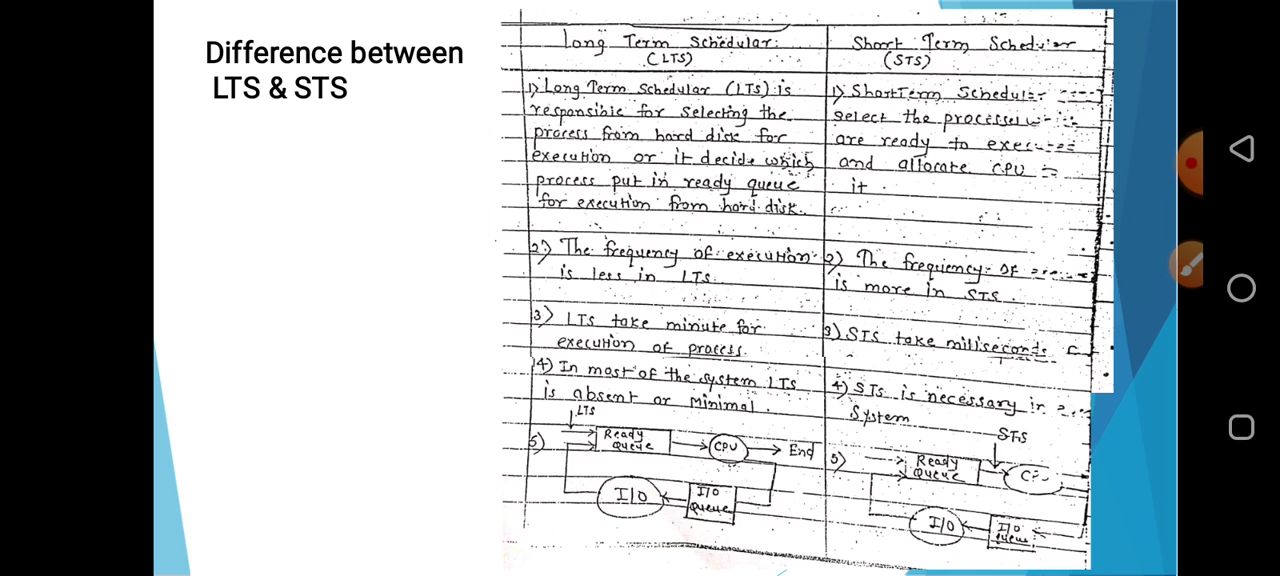 Difference between
LTS & STS
Long Term Schedular
(LTS)
1) Long Term Schedular (LTS) is
responsible for selecting the
process from hard disk for
execution or it decide which
process put in ready queue
for execution from hard disk.
2) The frequency of execution
is less in LTS.
3) LTS take minute for
execution of process.
4) In most of the system LTS
is absent or minimal.
LTS
5)
Ready
Queue
CPU
End
I/O
I/O
Queue
Short Term Schedular
(STS)
1) Short Term Schedular
select the processes
are ready to
and allocate CPU
it.
2) The frequency of
is more in STS.
3) STS take milliseconds
4) STS is necessary in
system
STS
5)
Ready
Queue
I/O
I/O
Queue